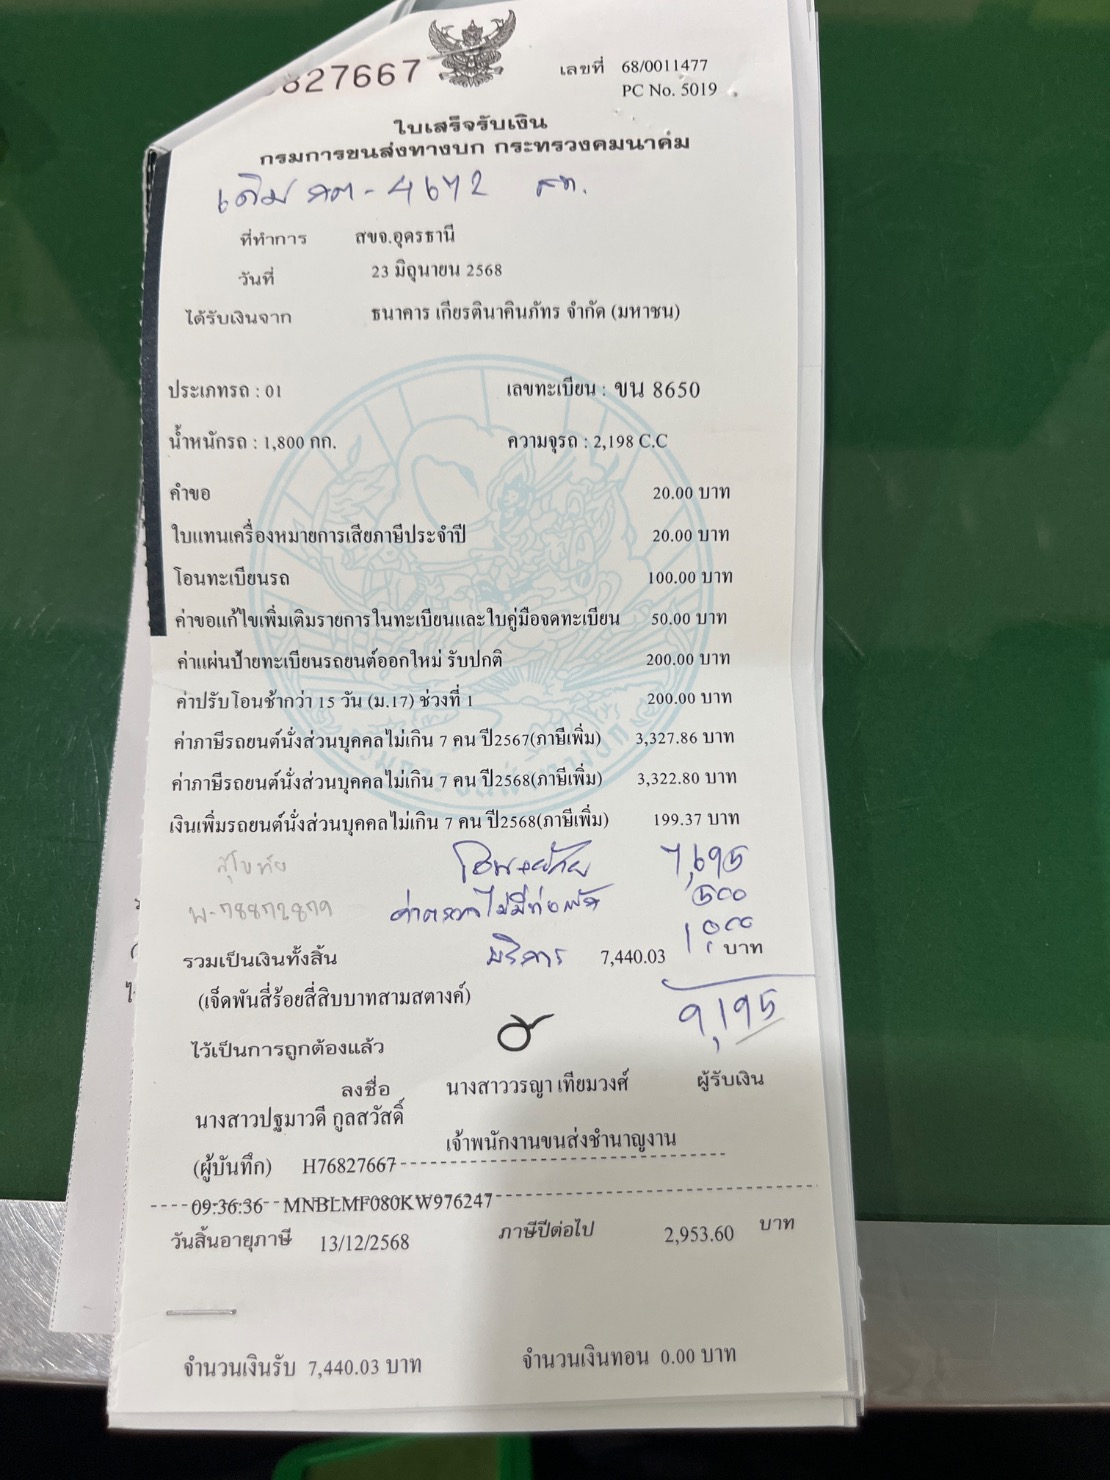 827667
เลขที่ 68/0011477
PC No. 5019
ใบเสร็จรับเงิน
กรมการขนส่งทางบก กระทรวงคมนาคม
เดิม 4672 สท.
ที่ทำการ สขจ.อุดรธานี
วันที่ 23 มิถุนายน 2568
ได้รับเงินจาก ธนาคาร เกียรตินาคินภัทร จำกัด (มหาชน)
ประเภทรถ : 01 เลขทะเบียน : ขน 8650
น้ำหนักรถ : 1,800 กก. ความจุรถ : 2,198 C.C
คำขอ 20.00 บาท
ใบแทนเครื่องหมายการเสียภาษีประจำปี 20.00 บาท
โอนทะเบียนรถ 100.00 บาท
ค่าขอแก้ไขเพิ่มเติมรายการในทะเบียนและใบคู่มือจดทะเบียน 50.00 บาท
ค่าแผ่นป้ายทะเบียนรถยนต์ออกใหม่ รับปกติ 200.00 บาท
ค่าปรับโอนช้ากว่า 15 วัน (ม.17) ช่วงที่ 1 200.00 บาท
ค่าภาษีรถยนต์นั่งส่วนบุคคลไม่เกิน 7 คน ปี2567(ภาษีเพิ่ม) 3,327.86 บาท
ค่าภาษีรถยนต์นั่งส่วนบุคคลไม่เกิน 7 คน ปี2568(ภาษีเพิ่ม) 3,322.80 บาท
เงินเพิ่มรถยนต์นั่งส่วนบุคคลไม่เกิน 7 คน ปี2568(ภาษีเพิ่ม) 199.37 บาท
สุโขทัย 7,695
ค่าตรวจไม่มีท่อพัก 500
พ-78872879
บริการ 1,000
รวมเป็นเงินทั้งสิ้น 7,440.03 บาท
(เจ็ดพันสี่ร้อยสี่สิบบาทสามสตางค์) 9,195
ไว้เป็นการถูกต้องแล้ว
ลงชื่อ นางสาววรญา เทียมวงศ์ ผู้รับเงิน
นางสาวปฐมาวดี กูลสวัสดิ์
เจ้าพนักงานขนส่งชำนาญงาน
(ผู้บันทึก) H76827667
09:36:36 MNBLMF080KW976247
วันสิ้นอายุภาษี 13/12/2568 ภาษีปีต่อไป 2,953.60 บาท
จำนวนเงินรับ 7,440.03 บาท จำนวนเงินทอน 0.00 บาท